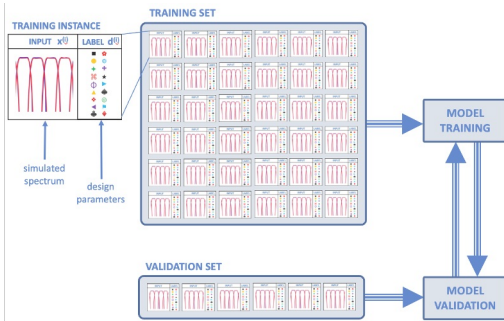 TRAINING INSTANCE
INPUT x(i)
LABEL d(i)
simulated
spectrum
design
parameters
TRAINING SET
VALIDATION SET
MODEL
TRAINING
MODEL
VALIDATION